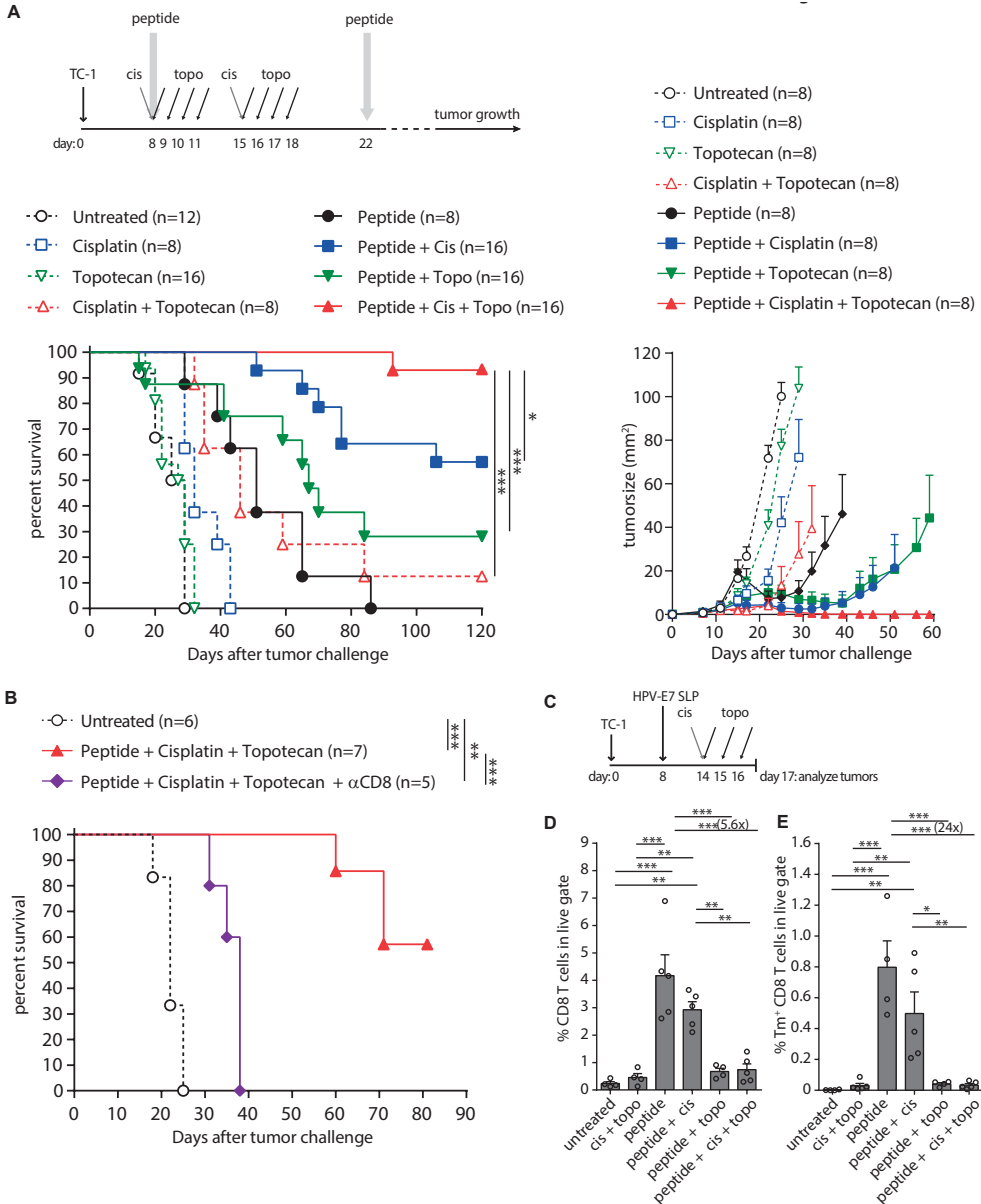 A
peptide
peptide
TC-1
cis
topo
cis
topo
tumor growth
day: 0
8 9 10 11
15 16 17 18
22
Untreated (n=12)
Cisplatin (n=8)
Topotecan (n=16)
Cisplatin + Topotecan (n=8)
Peptide (n=8)
Peptide + Cis (n=16)
Peptide + Topo (n=16)
Peptide + Cis + Topo (n=16)
Untreated (n=8)
Cisplatin (n=8)
Topotecan (n=8)
Cisplatin + Topotecan (n=8)
Peptide (n=8)
Peptide + Cisplatin (n=8)
Peptide + Topotecan (n=8)
Peptide + Cisplatin + Topotecan (n=8)
percent survival
100
90
80
70
60
50
40
30
20
10
0
0 20 40 60 80 100 120
Days after tumor challenge
***
***
*
tumorsize (mm²)
120
100
80
60
40
20
0
0 10 20 30 40 50 60
Days after tumor challenge
B
Untreated (n=6)
Peptide + Cisplatin + Topotecan (n=7)
Peptide + Cisplatin + Topotecan + αCD8 (n=5)
***
**
***
percent survival
100
90
80
70
60
50
40
30
20
10
0
0 10 20 30 40 50 60 70 80 90
Days after tumor challenge
C
HPV-E7 SLP
TC-1
cis
topo
day: 0
8
14 15 16
day 17: analyze tumors
D
% CD8 T cells in live gate
9
8
7
6
5
4
3
2
1
0
***
***(5.6x)
***
**
***
**
**
**
untreated
cis + topo
peptide
peptide + cis
peptide + topo
peptide + cis + topo
E
% Tm⁺ CD8 T cells in live gate
1.6
1.4
1.2
1.0
0.8
0.6
0.4
0.2
0
***
***(24x)
***
**
***
**
*
**
untreated
cis + topo
peptide
peptide + cis
peptide + topo
peptide + cis + topo